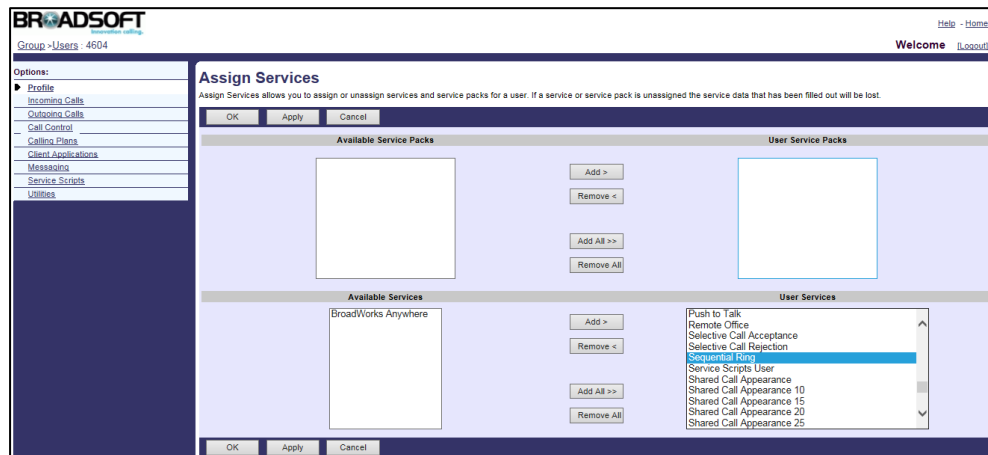 BROADSOFT
Innovation calling.
Help - Home
Group >Users : 4604
Welcome [Logout]
Options:
Profile
Incoming Calls
Outgoing Calls
Call Control
Calling Plans
Client Applications
Messaging
Service Scripts
Utilities
Assign Services
Assign Services allows you to assign or unassign services and service packs for a user. If a service or service pack is unassigned the service data that has been filled out will be lost.
OK Apply Cancel
Available Service Packs User Service Packs
Add >
Remove <
Add All >>
Remove All
Available Services User Services
BroadWorks Anywhere
Add >
Remove <
Add All >>
Remove All
Push to Talk
Remote Office
Selective Call Acceptance
Selective Call Rejection
Sequential Ring
Service Scripts User
Shared Call Appearance
Shared Call Appearance 10
Shared Call Appearance 15
Shared Call Appearance 20
Shared Call Appearance 25
OK Apply Cancel